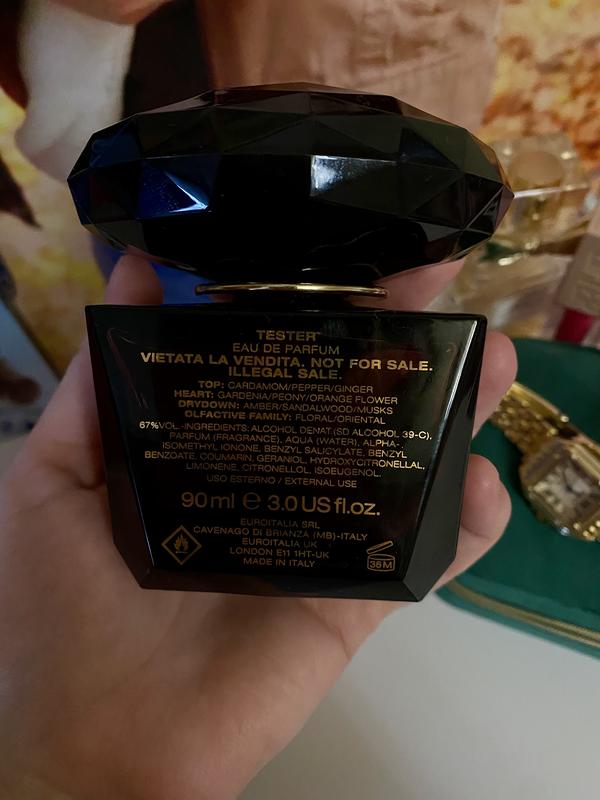 TESTER
EAU DE PARFUM
VIETATA LA VENDITA. NOT FOR SALE.
ILLEGAL SALE.
TOP: CARDAMOM/PEPPER/GINGER
HEART: GARDENIA/PEONY/ORANGE FLOWER
DRYDOWN: AMBER/SANDALWOOD/MUSKS
OLFACTIVE FAMILY: FLORAL/ORIENTAL
67%VOL -INGREDIENTS: ALCOHOL DENAT.(SD ALCOHOL 39-C),
PARFUM (FRAGRANCE), AQUA (WATER), ALPHA-
ISOMETHYL IONONE, BENZYL SALICYLATE, BENZYL
BENZOATE, COUMARIN, GERANIOL, HYDROXYCITRONELLAL,
LIMONENE, CITRONELLOL, ISOEUGENOL.
USO ESTERNO / EXTERNAL USE
90 ml ℮ 3.0 US fl.oz.
EUROITALIA SRL
CAVENAGO DI BRIANZA (MB)-ITALY
EUROITALIA UK
LONDON E11 1HT-UK
MADE IN ITALY
36M